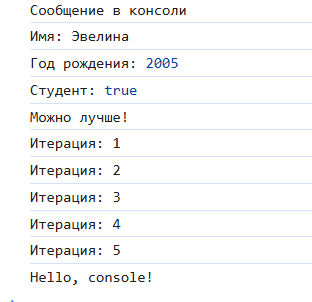 Сообщение в консоли
Имя: Эвелина
Год рождения: 2005
Студент: true
Можно лучше!
Итерация: 1
Итерация: 2
Итерация: 3
Итерация: 4
Итерация: 5
Hello, console!